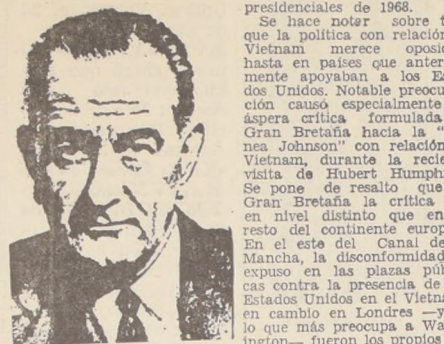 presidenciales de 1968.
Se hace notar sobre
que la política con relación
Vietnam merece
hasta en países que
mente apoyaban a los
dos Unidos. Notable
ción causó especialmente
áspera crítica formulada
Gran Bretaña hacia la
nea Johnson" con relación
Vietnam, durante la
visita de Hubert
Se pone de resalto que
Gran Bretaña la crítica
en nivel distinto que
resto del continente
En el este del Canal de
Mancha, la disconformidad
expuso en las plazas
cas contra la presencia de
Estados Unidos en el
en cambio en Londres —y
lo que más preocupa a
ington— fueron los propios